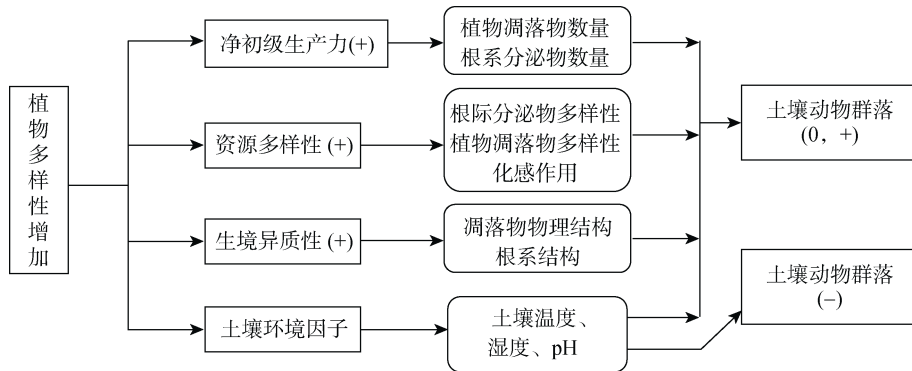 植物多样性增加
净初级生产力(+)
植物凋落物数量
根系分泌物数量
资源多样性 (+)
根际分泌物多样性
植物凋落物多样性
化感作用
生境异质性 (+)
凋落物物理结构
根系结构
土壤环境因子
土壤温度、
湿度、pH
土壤动物群落
(0, +)
土壤动物群落
(−)